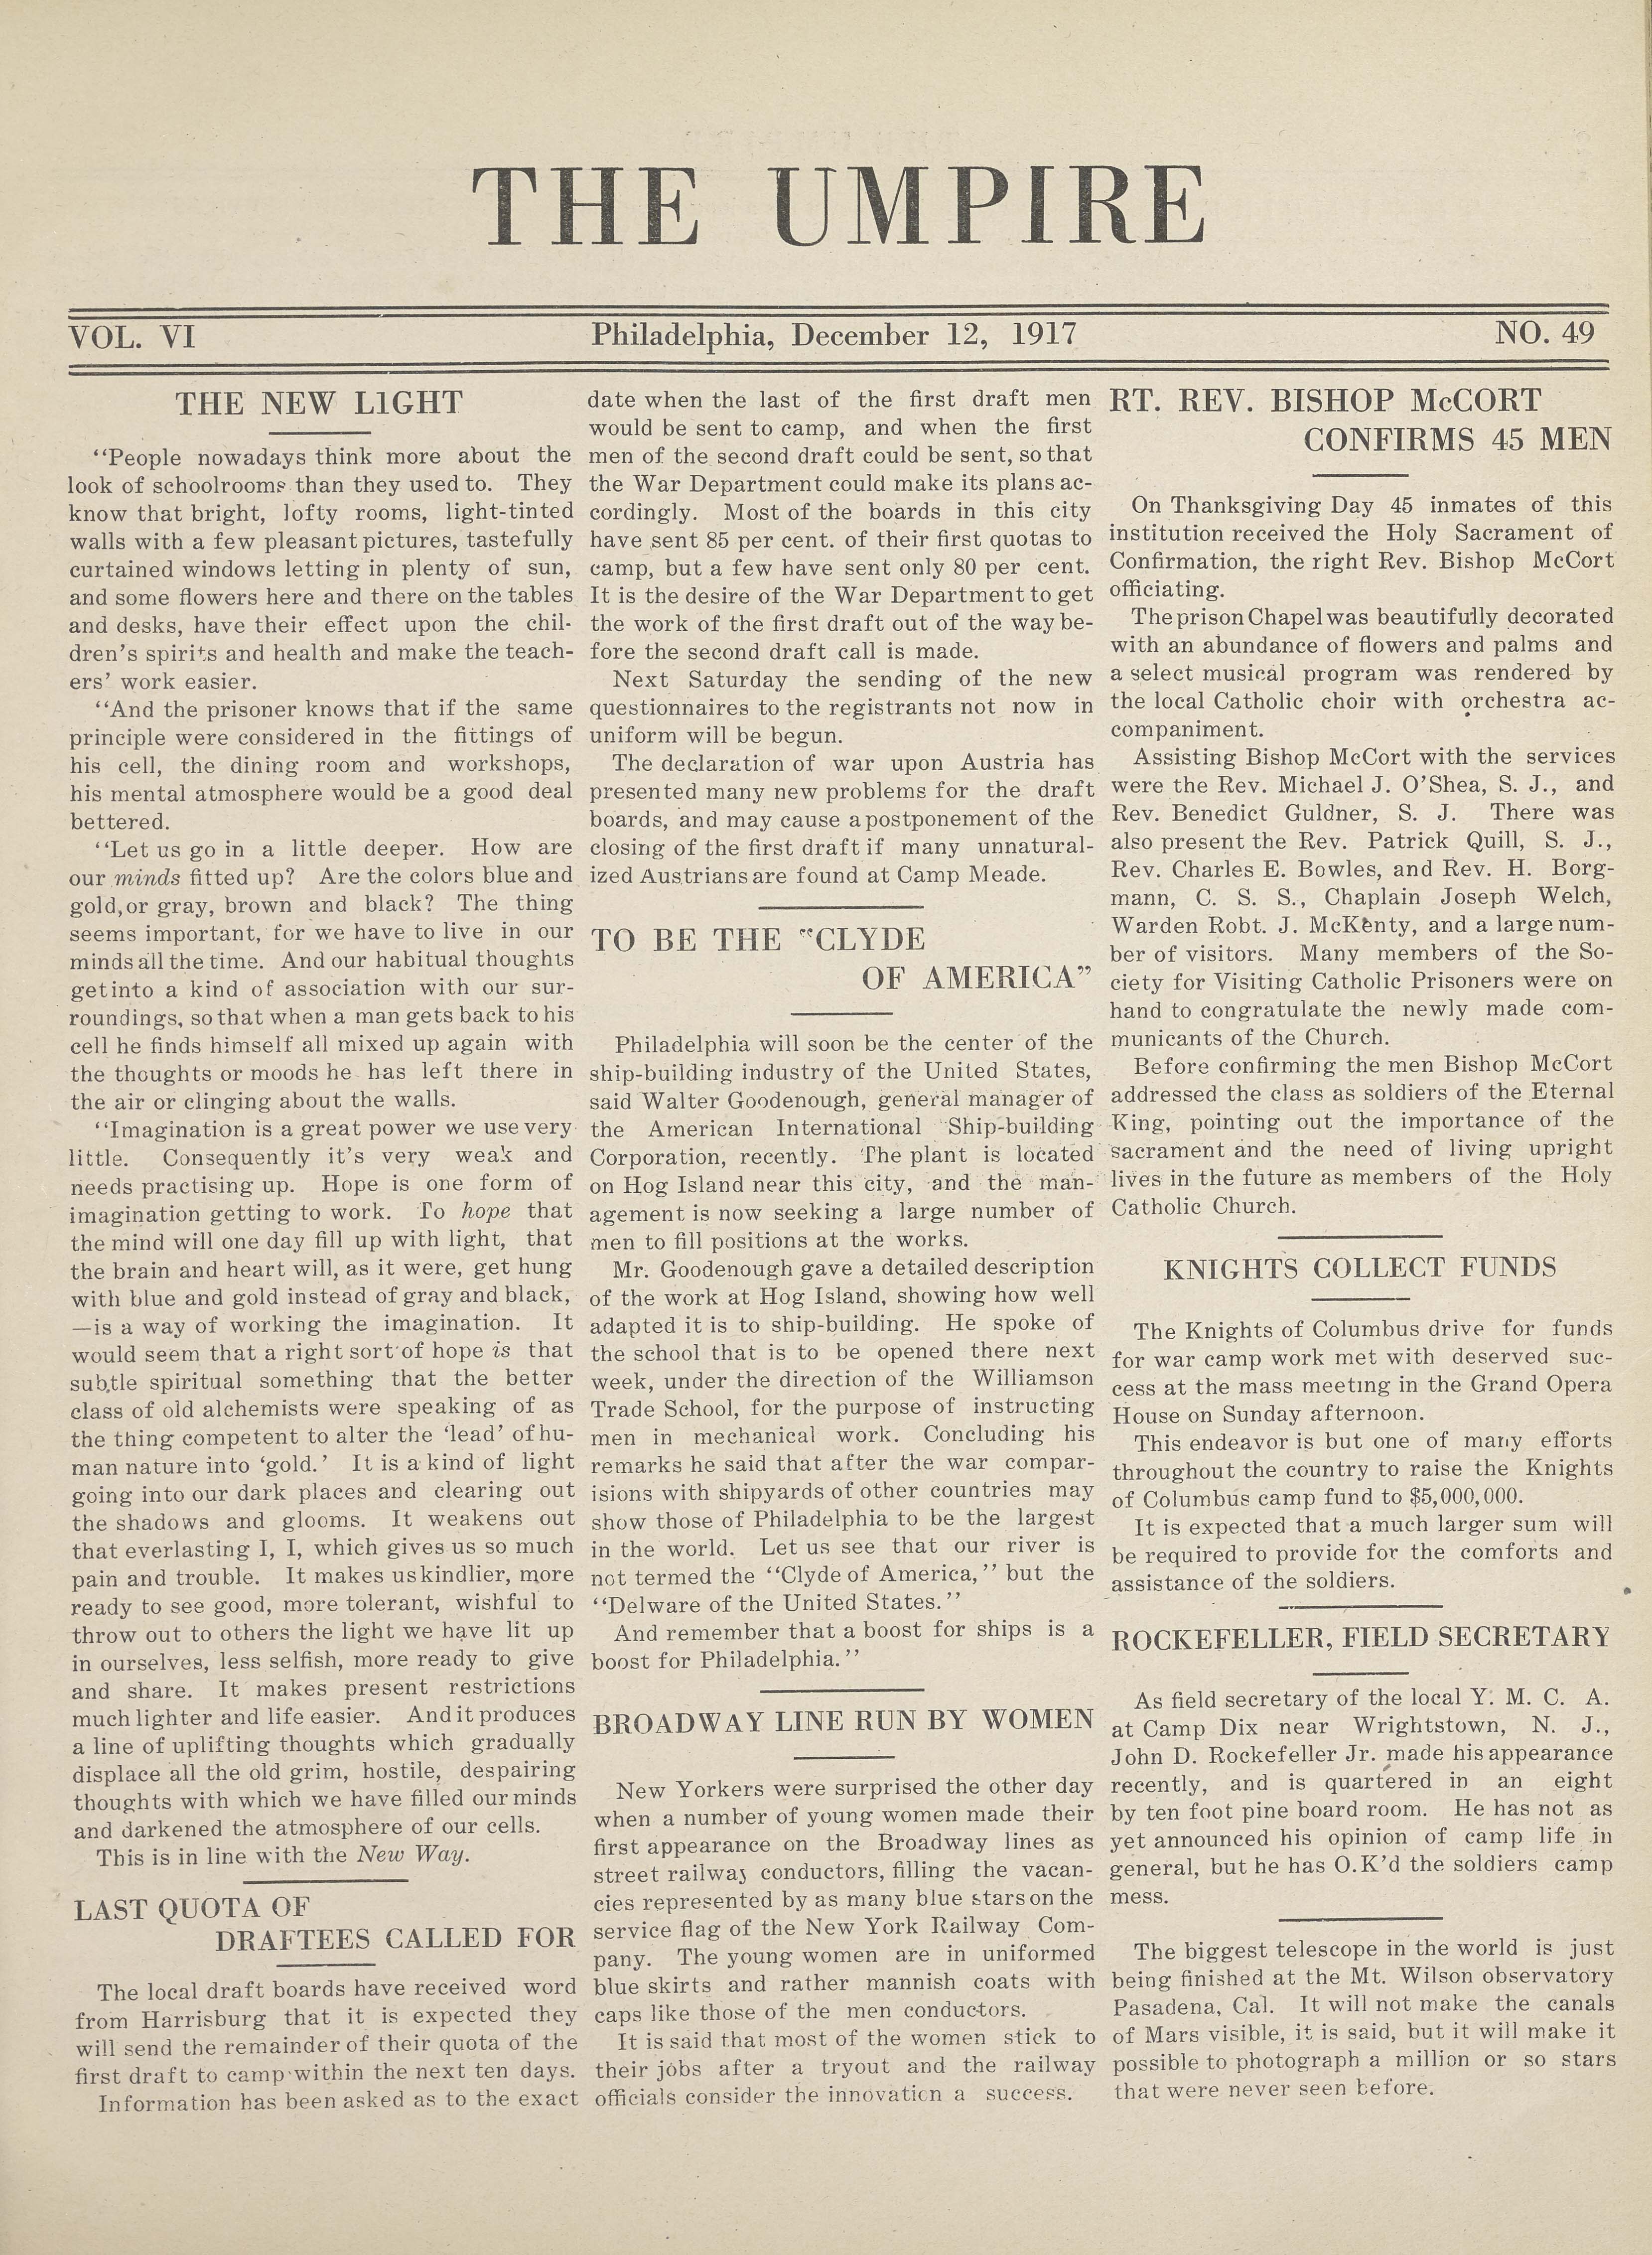 THE UMPIRE
VOL. VI Philadelphia, December 12, 1917 NO. 49
THE NEW L1GHT
‘‘People nowadays think more about the
look of schoolrooms than they used to. They
know that bright, lofty rooms, light-tinted
walls with a few pleasant pictures, tastefully
curtained windows letting in plenty of sun,
and some flowers here and there on the tables
and desks, have their effect upon the chil-
dren’s spirits and health and make the teach-
ers’ work easier.
‘‘And the prisoner knows that if the same
principle were considered in the fittings of
his cell, the dining room and workshops,
his mental atmosphere would be a good deal
bettered.
‘‘Let us go in a little deeper. How are
our minds fitted up? Are the colors blue and
gold, or gray, brown and black? The thing
seems important, for we have to live in our
minds all the time. And our habitual thoughts
get into a kind of association with our sur-
roundings, so that when a man gets back to his
cell he finds himself all mixed up again with
the thoughts or moods he has left there in
the air or clinging about the walls.
‘‘Imagination is a great power we use very
little. Consequently it’s very weak and
needs practising up. Hope is one form of
imagination getting to work. To hope that
the mind will one day fill up with light, that
the brain and heart will, as it were, get hung
with blue and gold instead of gray and black,
—is a way of working the imagination. It
would seem that a right sort of hope is that
subtle spiritual something that the better
class of old alchemists were speaking of as
the thing competent to alter the ‘lead’ of hu-
man nature into ‘gold.’ It is a kind of light
going into our dark places and clearing out
the shadows and glooms. It weakens out
that everlasting I, I, which gives us so much
pain and trouble. It makes us kindlier, more
ready to see good, more tolerant, wishful to
throw out to others the light we have lit up
in ourselves, less selfish, more ready to give
and share. It makes present restrictions
much lighter and life easier. And it produces
a line of uplifting thoughts which gradually
displace all the old grim, hostile, despairing
thoughts with which we have filled our minds
and darkened the atmosphere of our cells.
This is in line with the New Way.
LAST QUOTA OF
DRAFTEES CALLED FOR
The local draft boards have received word
from Harrisburg that it is expected they
will send the remainder of their quota of the
first draft to camp within the next ten days.
Information has been asked as to the exact
date when the last of the first draft men
would be sent to camp, and when the first
men of the second draft could be sent, so that
the War Department could make its plans ac-
cordingly. Most of the boards in this city
have sent 85 per cent. of their first quotas to
camp, but a few have sent only 80 per cent.
It is the desire of the War Department to get
the work of the first draft out of the way be-
fore the second draft call is made.
Next Saturday the sending of the new
questionnaires to the registrants not now in
uniform will be begun.
The declaration of war upon Austria has
presented many new problems for the draft
boards, and may cause a postponement of the
closing of the first draft if many unnatural-
ized Austrians are found at Camp Meade.
TO BE THE “CLYDE
OF AMERICA”
Philadelphia will soon be the center of the
ship-building industry of the United States,
said Walter Goodenough, general manager of
the American International Ship-building
Corporation, recently. The plant is located
on Hog Island near this city, and the man-
agement is now seeking a large number of
men to fill positions at the works.
Mr. Goodenough gave a detailed description
of the work at Hog Island, showing how well
adapted it is to ship-building. He spoke of
the school that is to be opened there next
week, under the direction of the Williamson
Trade School, for the purpose of instructing
men in mechanical work. Concluding his
remarks he said that after the war compar-
isions with shipyards of other countries may
show those of Philadelphia to be the largest
in the world. Let us see that our river is
not termed the ‘‘Clyde of America,’’ but the
‘‘Delware of the United States.’’
And remember that a boost for ships is a
boost for Philadelphia.’’
BROADWAY LINE RUN BY WOMEN
New Yorkers were surprised the other day
when a number of young women made their
first appearance on the Broadway lines as
street railway conductors, filling the vacan-
cies represented by as many blue stars on the
service flag of the New York Railway Com-
pany. The young women are in uniformed
blue skirts and rather mannish coats with
caps like those of the men conductors.
It is said that most of the women stick to
their jobs after a tryout and the railway
officials consider the innovation a success.
RT. REV. BISHOP McCORT
CONFIRMS 45 MEN
On Thanksgiving Day 45 inmates of this
institution received the Holy Sacrament of
Confirmation, the right Rev. Bishop McCort
officiating.
The prison Chapel was beautifully decorated
with an abundance of flowers and palms and
a select musical program was rendered by
the local Catholic choir with orchestra ac-
companiment.
Assisting Bishop McCort with the services
were the Rev. Michael J. O’Shea, S. J., and
Rev. Benedict Guldner, S. J. There was
also present the Rev. Patrick Quill, S. J.,
Rev. Charles E. Bowles, and Rev. H. Borg-
mann, C. S. S., Chaplain Joseph Welch,
Warden Robt. J. McKenty, and a large num-
ber of visitors. Many members of the So-
ciety for Visiting Catholic Prisoners were on
hand to congratulate the newly made com-
municants of the Church.
Before confirming the men Bishop McCort
addressed the class as soldiers of the Eternal
King, pointing out the importance of the
sacrament and the need of living upright
lives in the future as members of the Holy
Catholic Church.
KNIGHTS COLLECT FUNDS
The Knights of Columbus drive for funds
for war camp work met with deserved suc-
cess at the mass meeting in the Grand Opera
House on Sunday afternoon.
This endeavor is but one of many efforts
throughout the country to raise the Knights
of Columbus camp fund to $5,000,000.
It is expected that a much larger sum will
be required to provide for the comforts and
assistance of the soldiers.
ROCKEFELLER, FIELD SECRETARY
As field secretary of the local Y. M. C. A.
at Camp Dix near Wrightstown, N. J.,
John D. Rockefeller Jr. made his appearance
recently, and is quartered in an eight
by ten foot pine board room. He has not as
yet announced his opinion of camp life in
general, but he has O.K’d the soldiers camp
mess.
The biggest telescope in the world is just
being finished at the Mt. Wilson observatory
Pasadena, Cal. It will not make the canals
of Mars visible, it is said, but it will make it
possible to photograph a million or so stars
that were never seen before.